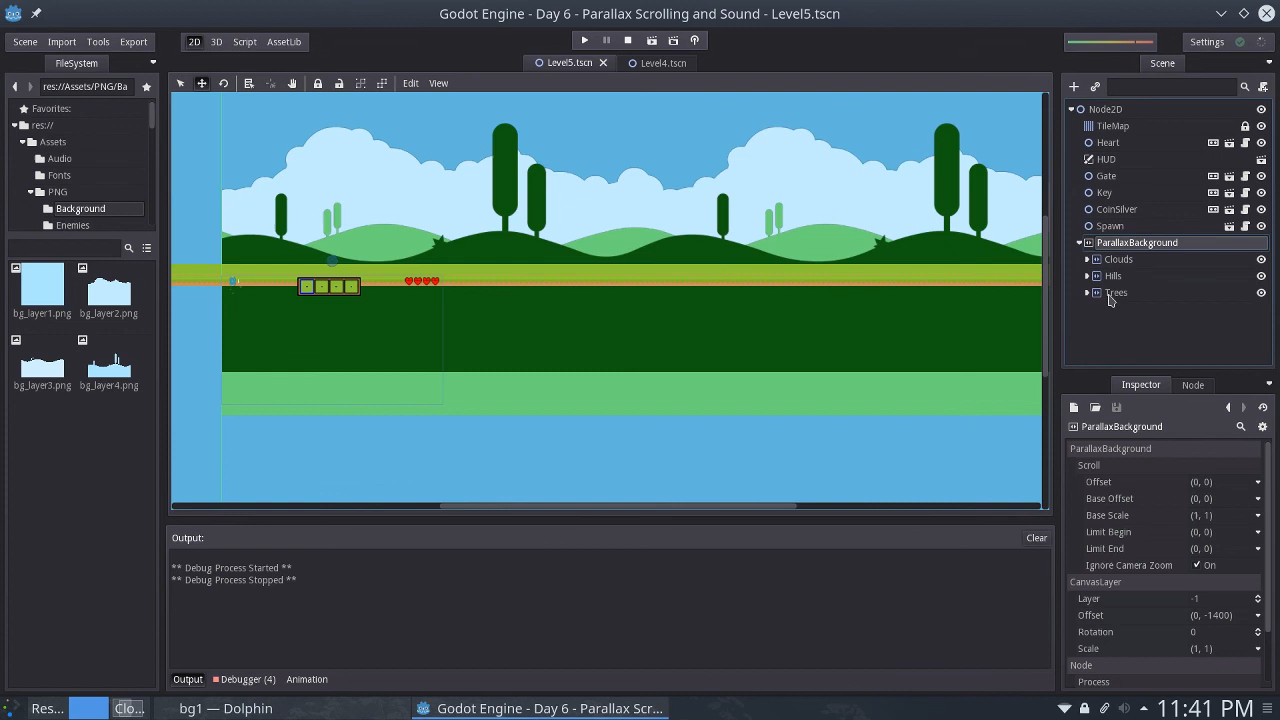 Godot Engine - Day 6 - Parallax Scrolling and Sound - Level5.tscn
Scene Import Tools Export 2D 3D Script AssetLib Settings
FileSystem
res://Assets/PNG/Ba
Favorites:
res://
Assets
Audio
Fonts
PNG
Background
Enemies
bg_layer1.png bg_layer2.png
bg_layer3.png bg_layer4.png
Level5.tscn Level4.tscn
Edit View
Output:
Clear
** Debug Process Started **
** Debug Process Stopped **
Output Debugger (4) Animation
Scene
Node2D
TileMap
Heart
HUD
Gate
Key
CoinSilver
Spawn
ParallaxBackground
Clouds
Hills
Trees
Inspector Node
ParallaxBackground
ParallaxBackground
Scroll
Offset (0, 0)
Base Offset (0, 0)
Base Scale (1, 1)
Limit Begin (0, 0)
Limit End (0, 0)
Ignore Camera Zoom On
CanvasLayer
Layer -1
Offset (0, -1400)
Rotation 0
Scale (1, 1)
Node
Process
Res... Clo... bg1 — Dolphin Godot Engine - Day 6 - Parallax Scr... 11:41 PM